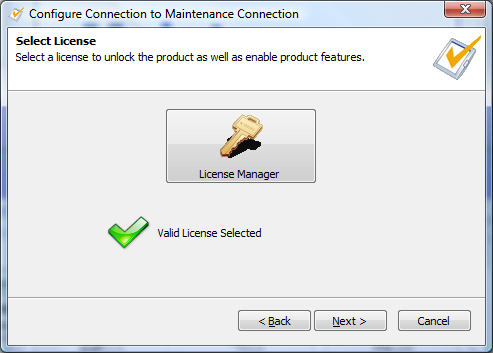 Configure Connection to Maintenance Connection
Select License
Select a license to unlock the product as well as enable product features.
License Manager
Valid License Selected
< Back
Next >
Cancel